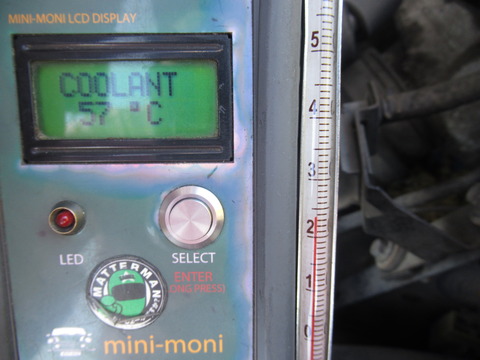 MINI-MONI LCD DISPLAY
COOLANT
57 °C
LED
SELECT
ENTER
(LONG PRESS)
MATTERMAN
mini-moni
5
4
3
2
1
0